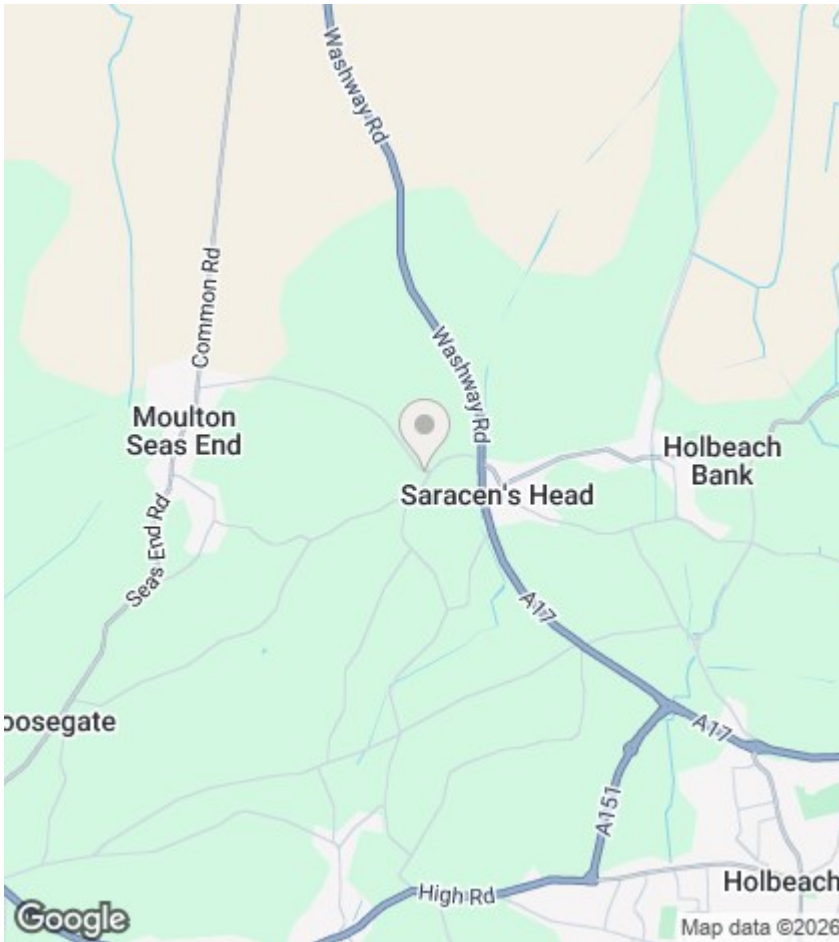 Washway Rd
Common Rd
Washway Rd
Moulton
Seas End
Holbeach
Bank
Saracen's Head
Seas End Rd
A17
oosegate
A17
A151
Holbeach
High Rd
Google
Map data ©2026